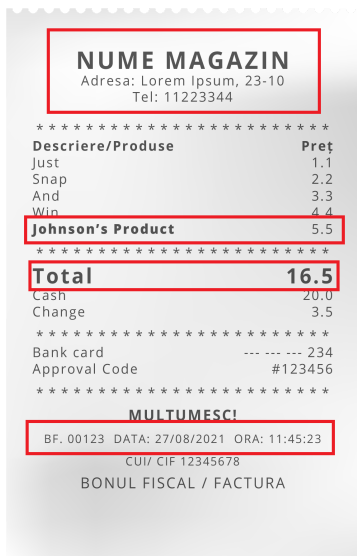 NUME MAGAZIN
Adresa: Lorem Ipsum, 23-10
Tel: 11223344
* * * * * * * * * * * * * * * * * * * * * * * *
Descriere/Produse Preț
Just 1.1
Snap 2.2
And 3.3
Win 4.4
Johnson's Product 5.5
* * * * * * * * * * * * * * * * * * * * * * * *
Total 16.5
Cash 20.0
Change 3.5
* * * * * * * * * * * * * * * * * * * * * * * *
Bank card --- --- --- 234
Approval Code #123456
* * * * * * * * * * * * * * * * * * * * * * * *
MULTUMESC!
BF. 00123 DATA: 27/08/2021 ORA: 11:45:23
CUI/ CIF 12345678
BONUL FISCAL / FACTURA